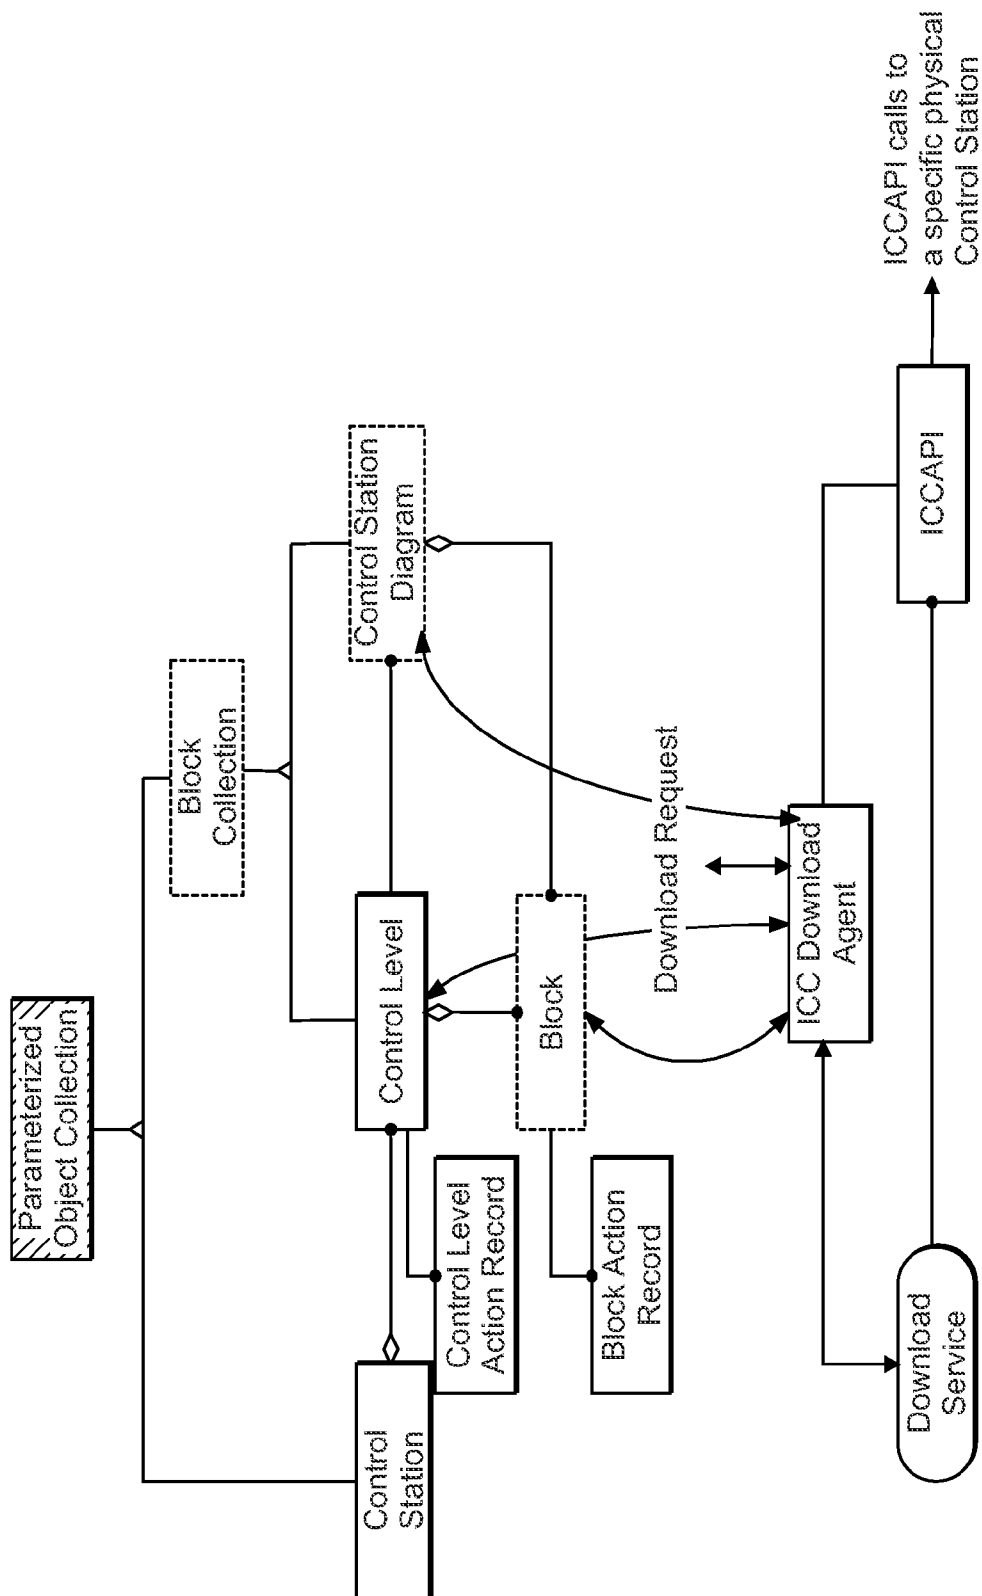 Parameterized
Object Collection
Block
Collection
Control
Station
Control Level
Control Station
Diagram
Control Level
Action Record
Block
Block Action
Record
Download Request
ICC Download
Agent
Download
Service
ICCAPI
ICCAPI calls to
a specific physical
Control Station